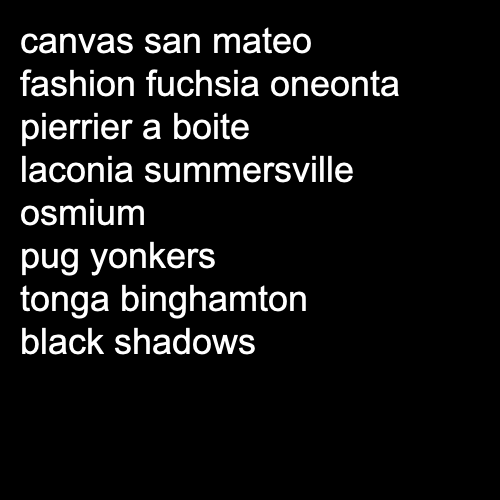 canvas san mateo
fashion fuchsia oneonta
pierrier a boite
laconia summersville
osmium
pug yonkers
tonga binghamton
black shadows